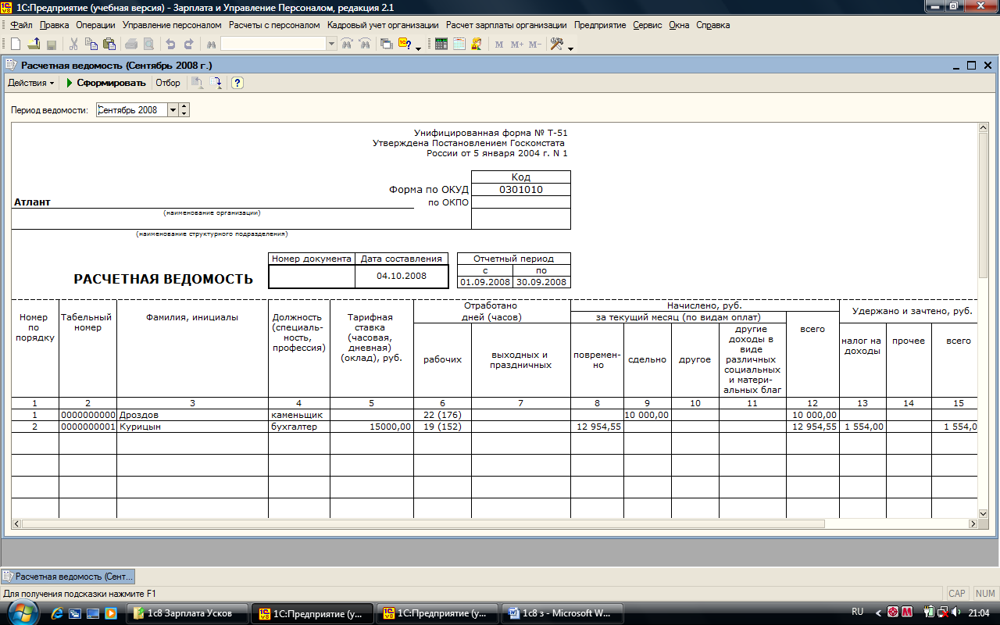 1С:Предприятие (учебная версия) - Зарплата и Управление Персоналом, редакция 2.1
Файл Правка Операции Управление персоналом Расчеты с персоналом Кадровый учет организации Расчет зарплаты организации Предприятие Сервис Окна Справка
M M+ M-
Расчетная ведомость (Сентябрь 2008 г.)
Действия Сформировать Отбор
Период ведомости: Сентябрь 2008
Унифицированная форма № Т-51
Утверждена Постановлением Госкомстата
России от 5 января 2004 г. N 1
Код
Форма по ОКУД 0301010
Атлант по ОКПО
(наименование организации)
(наименование структурного подразделения)
Номер документа Дата составления Отчетный период
с по
04.10.2008
01.09.2008 30.09.2008
РАСЧЕТНАЯ ВЕДОМОСТЬ
Номер по порядку
Табельный номер
Фамилия, инициалы
Должность (специаль-ность, профессия)
Тарифная ставка (часовая, дневная) (оклад), руб.
Отработано дней (часов)
рабочих
выходных и праздничных
Начислено, руб.
за текущий месяц (по видам оплат)
повремен-но
сдельно
другое
другие доходы в виде различных социальных и матери-альных благ
всего
Удержано и зачтено, руб.
налог на доходы
прочее
всего
1 2 3 4 5 6 7 8 9 10 11 12 13 14 15
1 0000000000 Дроздов каменьщик 22 (176) 10 000,00 10 000,00
2 0000000001 Курицын бухгалтер 15000,00 19 (152) 12 954,55 12 954,55 1 554,00 1 554,0
Расчетная ведомость (Сент...
Для получения подсказки нажмите F1
CAP NUM
1с8 Зарплата Усков
1С:Предприятие (у...
1С:Предприятие (у...
1с8 з - Microsoft W...
RU
21:04